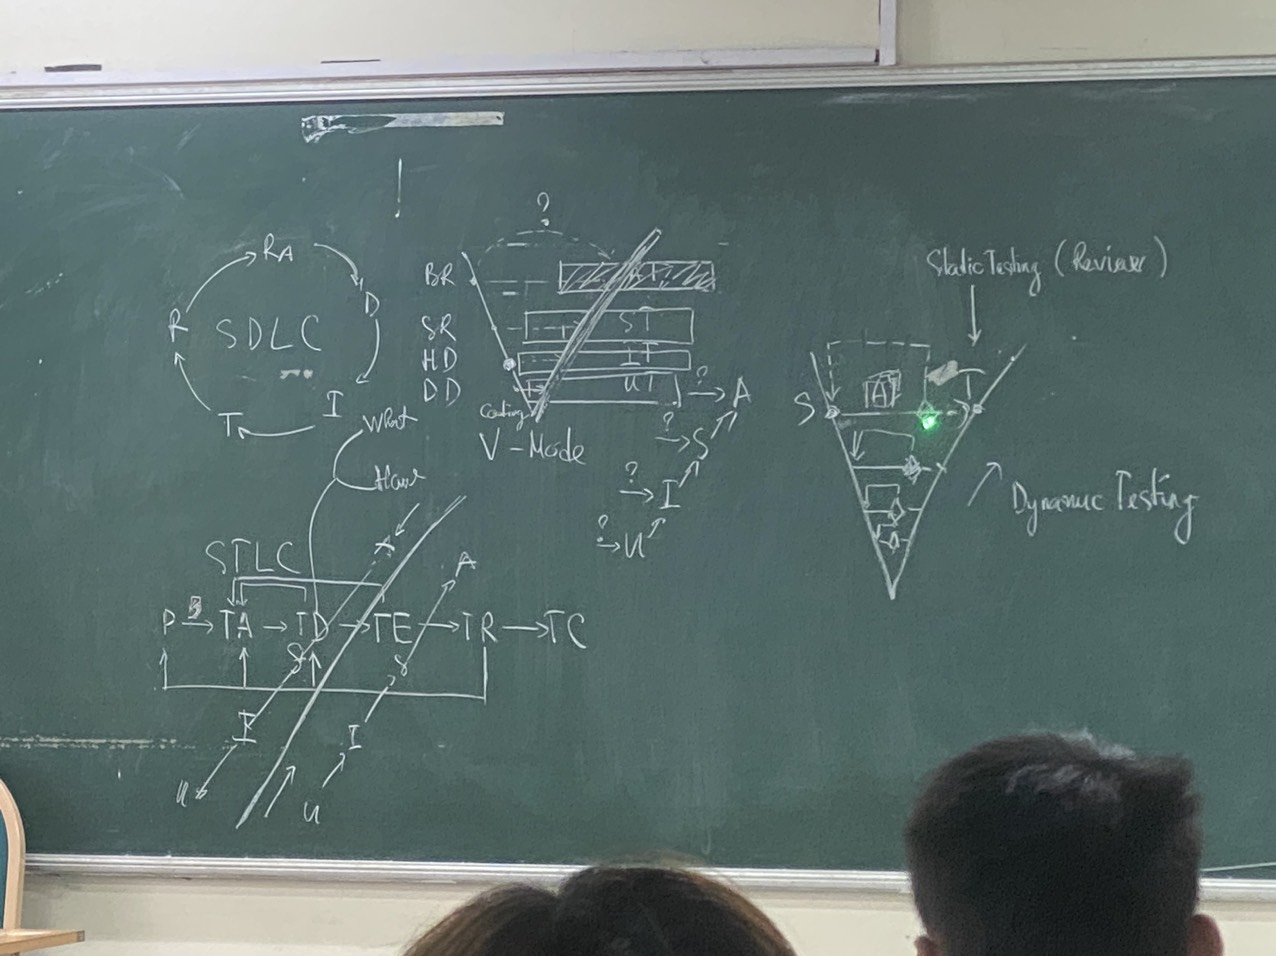 RA
D
I
T
R
SDLC
What
How
?
BR
SR
HD
DD
Coding
ST
IT
UT
V-Mode
? → A
? → S
? → I
? → U
Static Testing (Review)
S
A
Dynamic Testing
STLC
P → TA → TD → TE → TR → TC
A
S
I
U
A
S
I
U